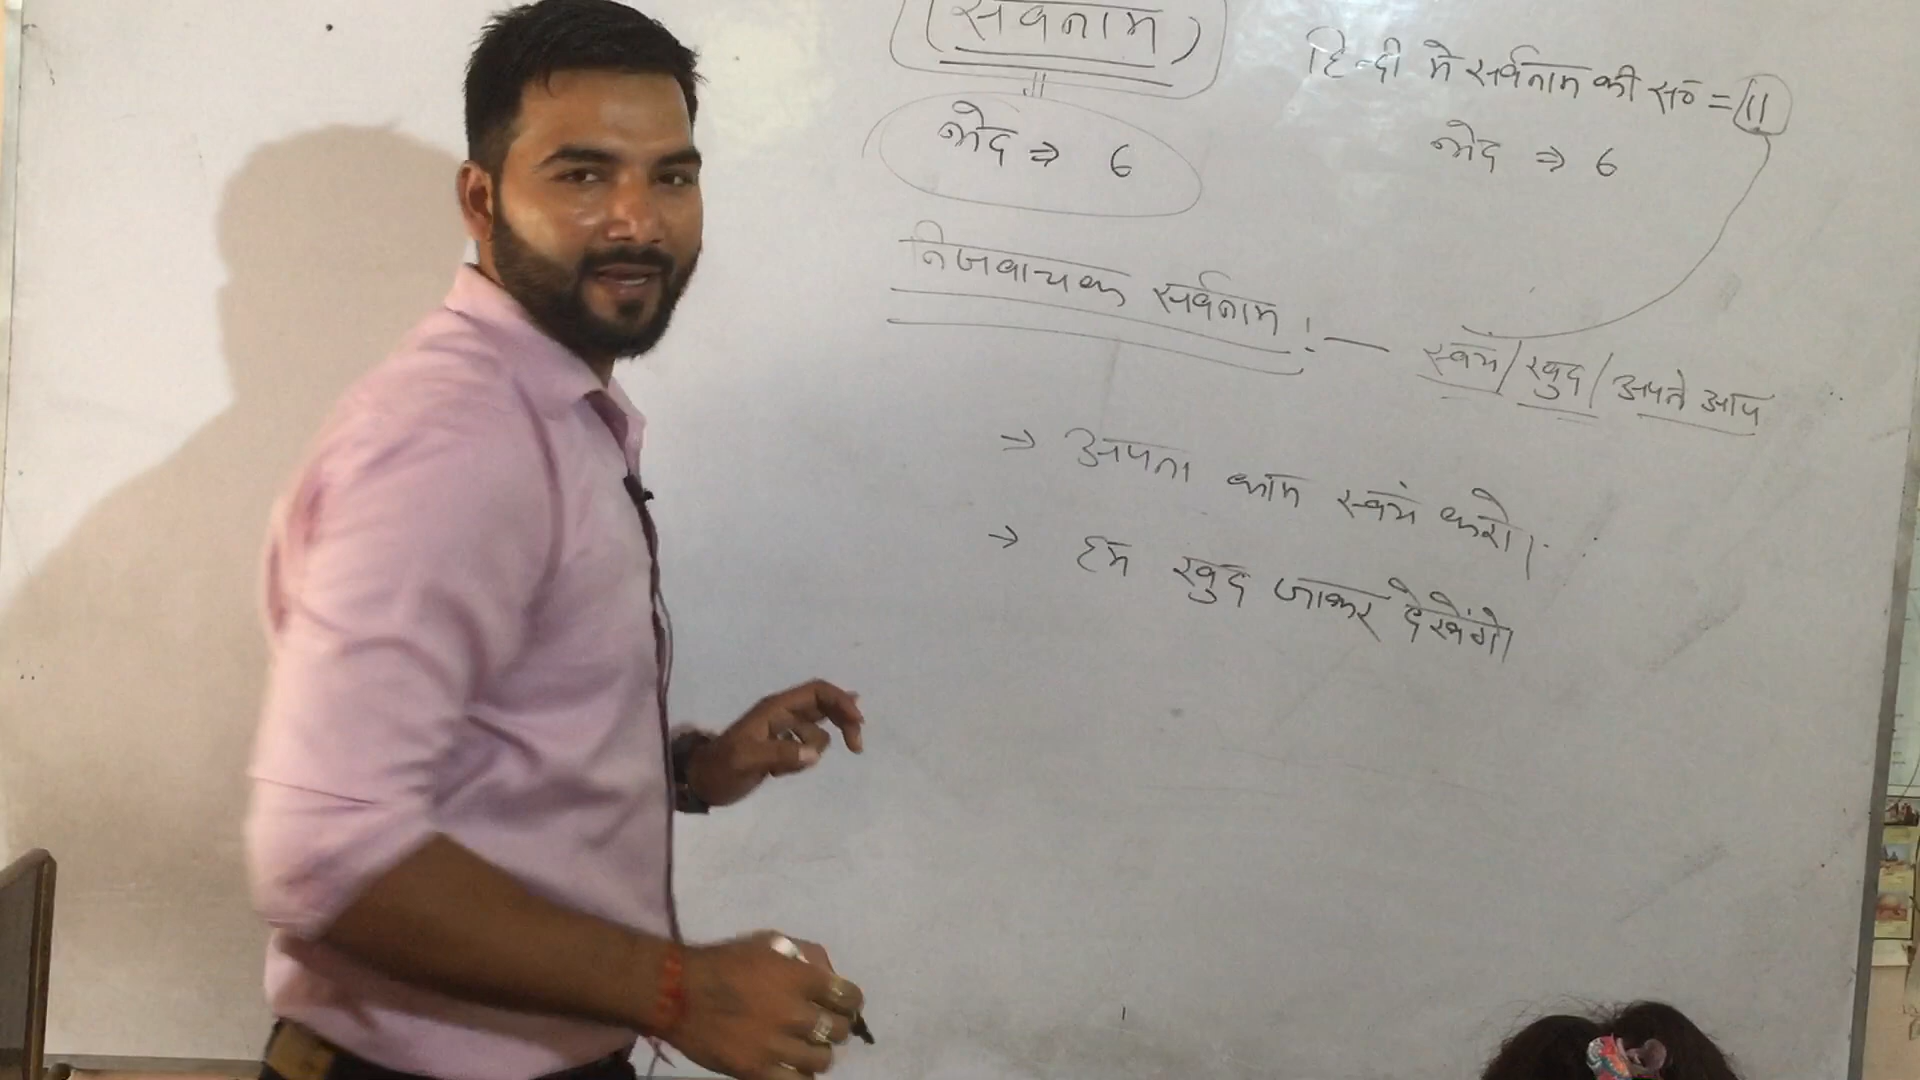 (सर्वनाम)
भेद ⇒ 6
हिन्दी मे सर्वनाम की सं० = 11
भेद ⇒ 6
निजवाचक सर्वनाम :— स्वयं/खुद/अपने आप
→ अपना काम स्वयं करो।
→ हम खुद जाकर देखेंगे।